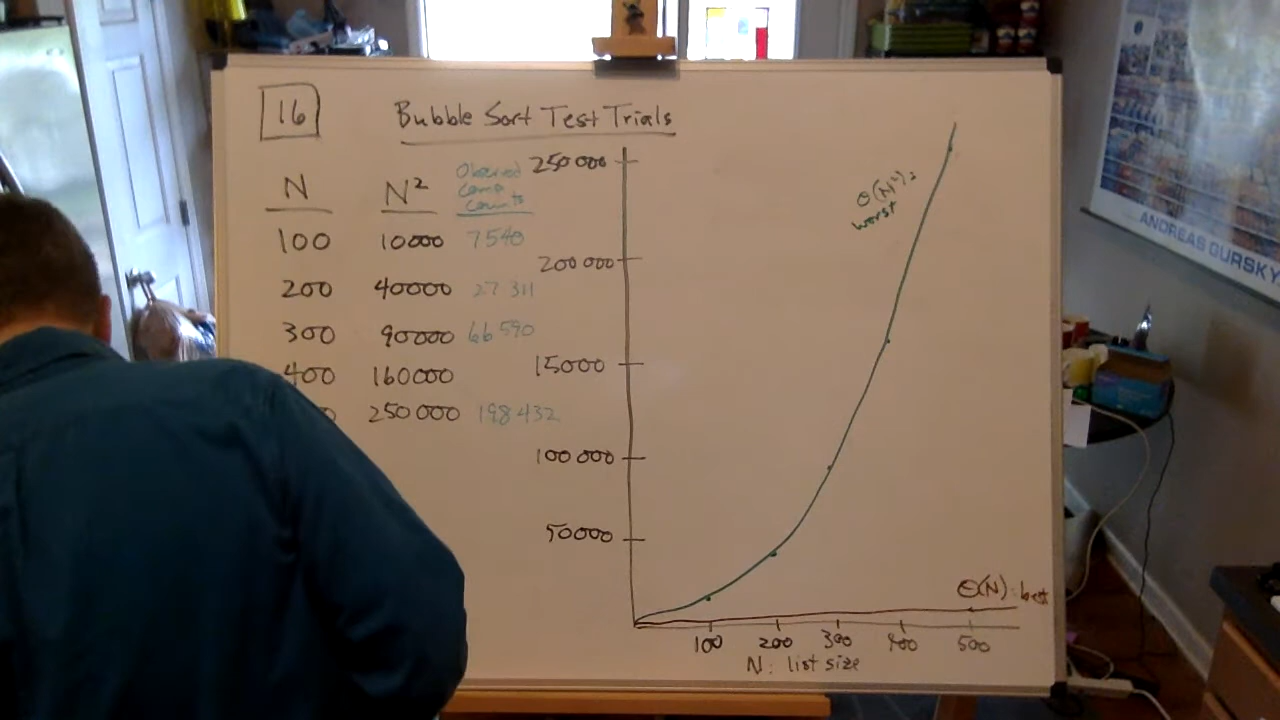 16
Bubble Sort Test Trials
N N² Observed
Comp
Counts
100 10000 7540
200 40000 27 311
300 90000 66 590
400 160000
250 000 198 432
250 000
200 000
15000
100 000
50000
Θ(N²):
worst
Θ(N): best
100 200 300 400 500
N: list size
ANDREAS GURSKY